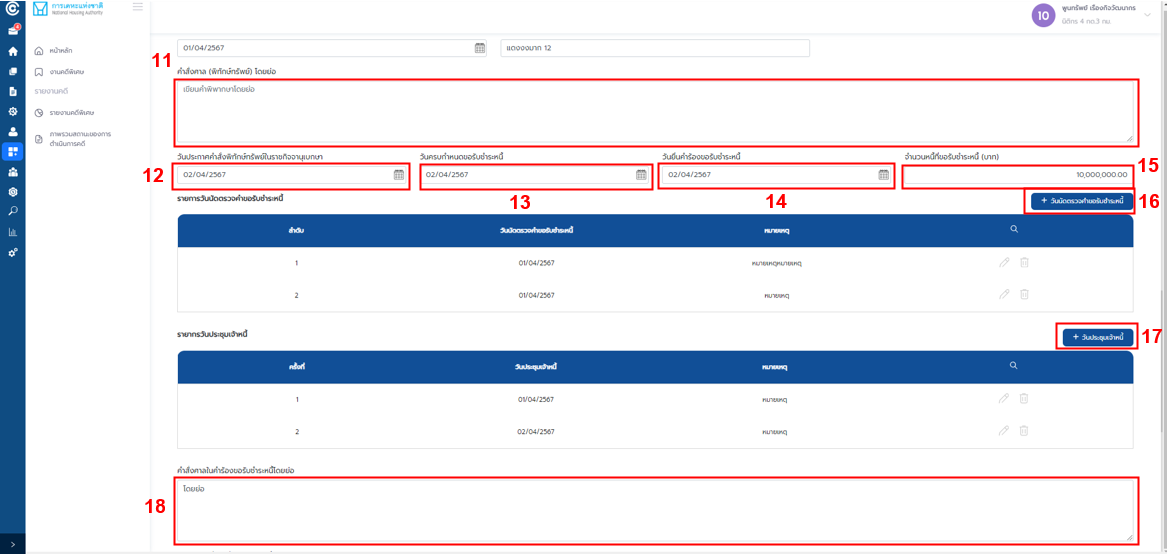 การเคหะแห่งชาติ
National Housing Authority
10
พูนทรัพย์ เรืองกิจวัฒนากร
นิติกร 4 กด.3 กม.
4
หน้าหลัก
งานคดีพิเศษ
รายงานคดี
รายงานคดีพิเศษ
ภาพรวมสถานะของการ
ดำเนินการคดี
01/04/2567
แดงจงมาก 12
11
คำสั่งศาล (พิทักษ์ทรัพย์) โดยย่อ
เขียนคำพิพากษาโดยย่อ
วันประกาศคำสั่งพิทักษ์ทรัพย์ในราชกิจจานุเบกษา
วันครบกำหนดขอรับชำระหนี้
วันยื่นคำร้องขอรับชำระหนี้
จำนวนหนี้ที่ขอรับชำระหนี้ (บาท)
15
12
02/04/2567
02/04/2567
02/04/2567
10,000,000.00
13
14
รายการวันนัดตรวจคำขอรับชำระหนี้
+ วันนัดตรวจคำขอรับชำระหนี้
16
ลำดับ
วันนัดตรวจคำขอรับชำระหนี้
หมายเหตุ
1
01/04/2567
หมายเหตุหมายเหตุ
2
01/04/2567
หมายเหตุ
รายากรวันประชุมเจ้าหนี้
+ วันประชุมเจ้าหนี้
17
ครั้งที่
วันประชุมเจ้าหนี้
หมายเหตุ
1
01/04/2567
หมายเหตุ
2
02/04/2567
หมายเหตุ
คำสั่งศาลในคำร้องขอรับชำระหนี้โดยย่อ
โดยย่อ
18